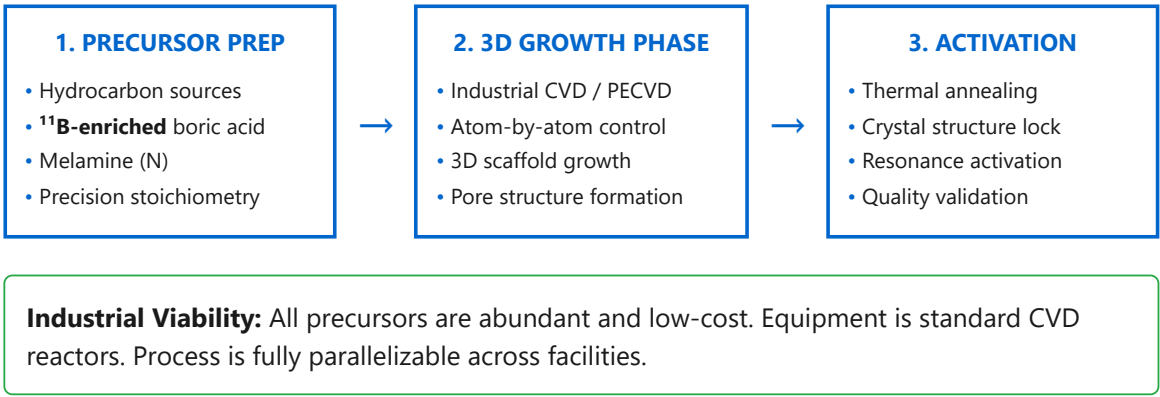 1. PRECURSOR PREP
• Hydrocarbon sources
• ¹¹B-enriched boric acid
• Melamine (N)
• Precision stoichiometry
→
2. 3D GROWTH PHASE
• Industrial CVD / PECVD
• Atom-by-atom control
• 3D scaffold growth
• Pore structure formation
→
3. ACTIVATION
• Thermal annealing
• Crystal structure lock
• Resonance activation
• Quality validation
Industrial Viability: All precursors are abundant and low-cost. Equipment is standard CVD
reactors. Process is fully parallelizable across facilities.